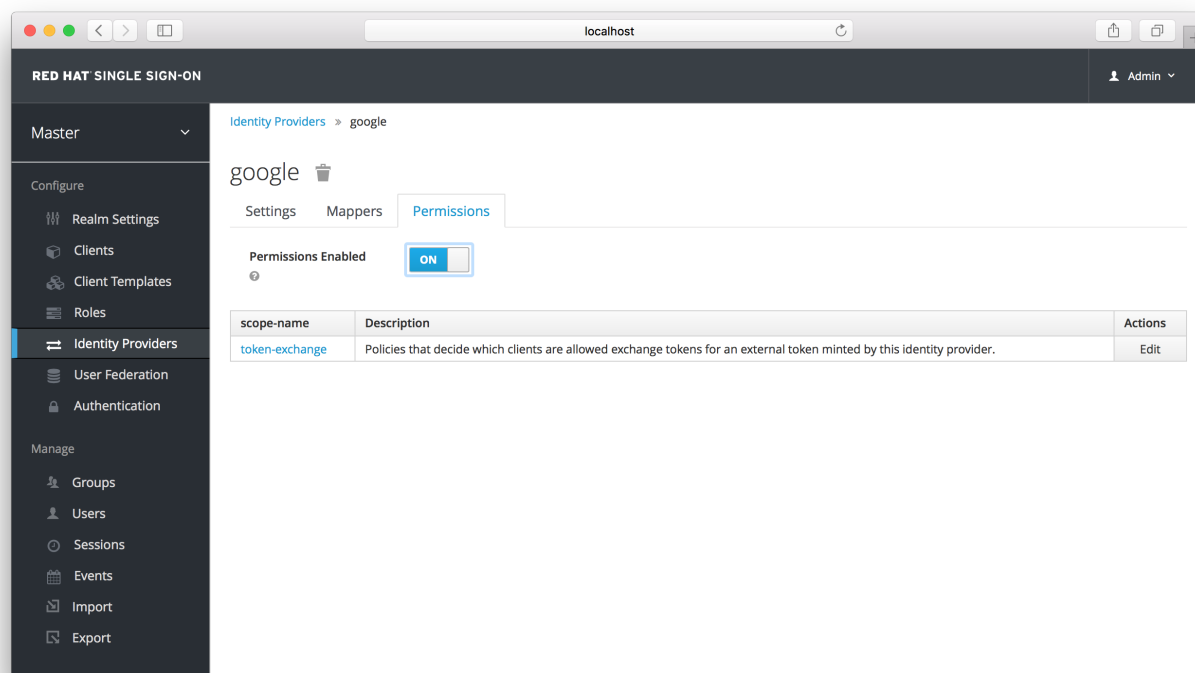 localhost
RED HAT SINGLE SIGN-ON
Admin
Master
Configure
Realm Settings
Clients
Client Templates
Roles
Identity Providers
User Federation
Authentication
Manage
Groups
Users
Sessions
Events
Import
Export
Identity Providers » google
google
Settings Mappers Permissions
Permissions Enabled ON
?
scope-name Description Actions
token-exchange Policies that decide which clients are allowed exchange tokens for an external token minted by this identity provider. Edit